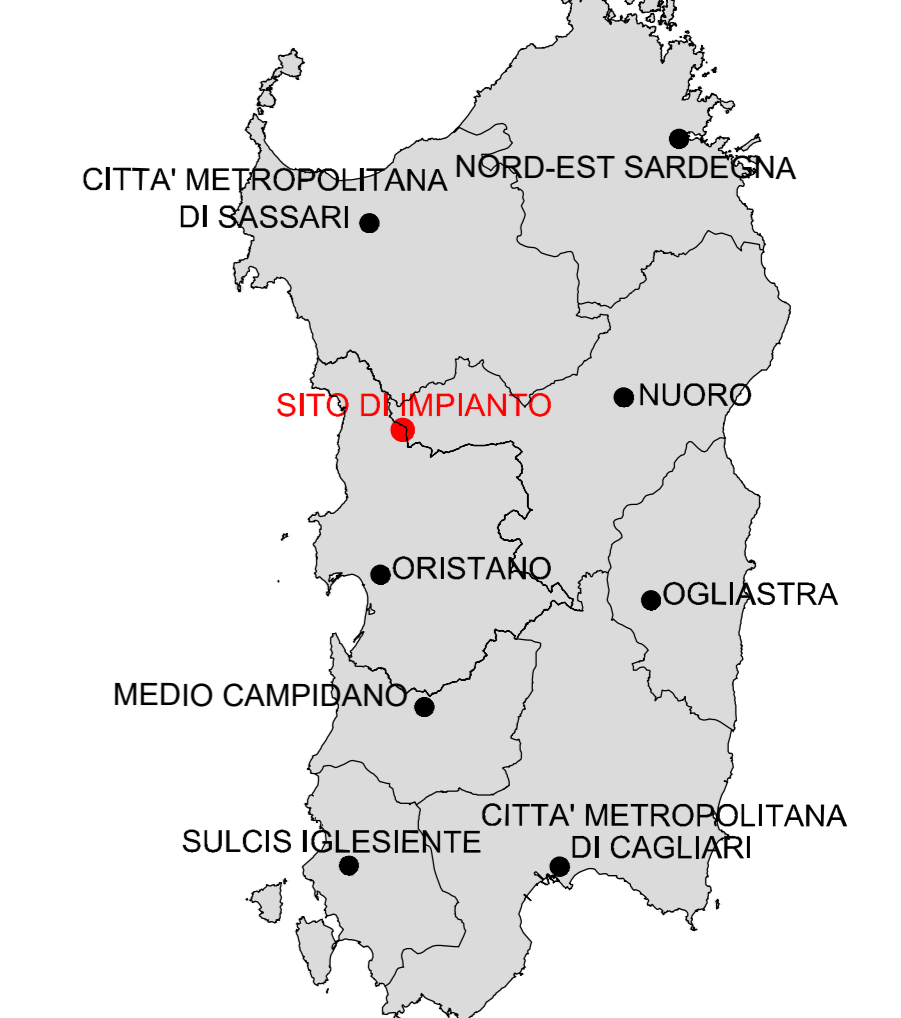 NORD-EST SARDEGNA
CITTA' METROPOLITANA
DI SASSARI
NUORO
SITO DI IMPIANTO
ORISTANO
OGLIASTRA
MEDIO CAMPIDANO
CITTA' METROPOLITANA
DI CAGLIARI
SULCIS IGLESIENTE